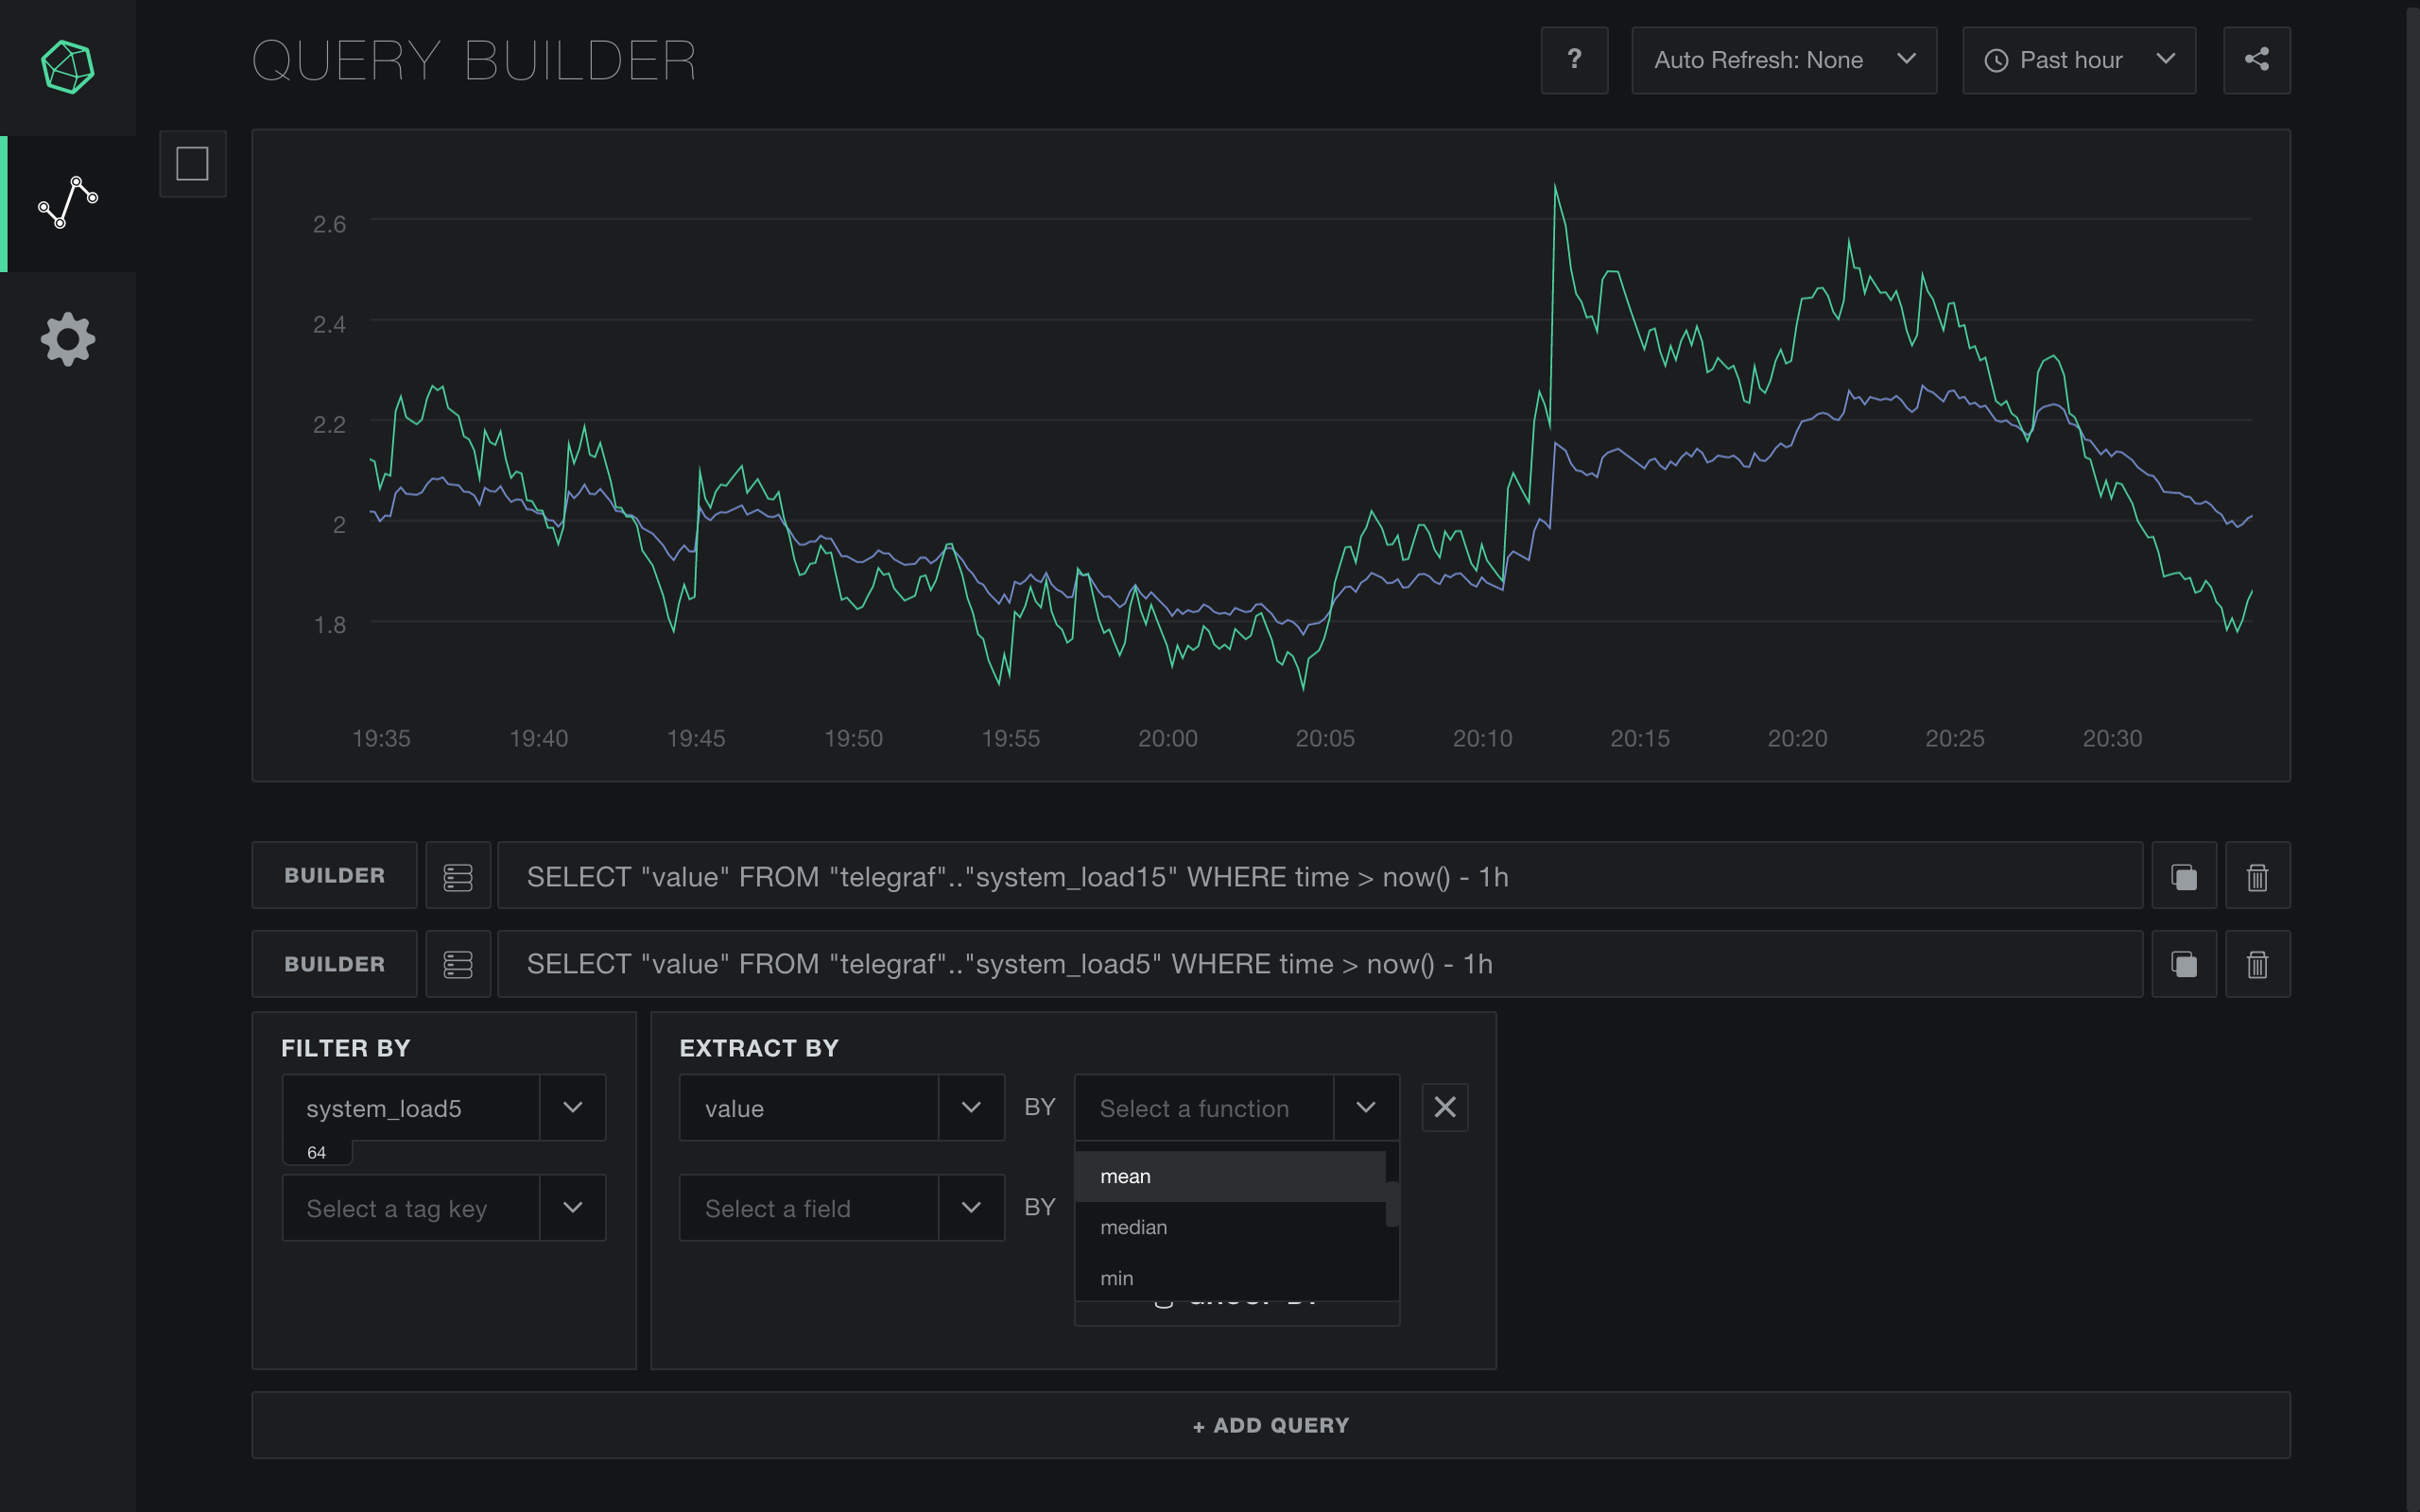 QUERY BUILDER
?
Auto Refresh: None
Past hour
2.6
2.4
2.2
2
1.8
19:35 19:40 19:45 19:50 19:55 20:00 20:05 20:10 20:15 20:20 20:25 20:30
BUILDER SELECT "value" FROM "telegraf".."system_load15" WHERE time > now() - 1h
BUILDER SELECT "value" FROM "telegraf".."system_load5" WHERE time > now() - 1h
FILTER BY
system_load5
64
Select a tag key
EXTRACT BY
value BY Select a function
Select a field BY
mean
median
min
+ ADD QUERY